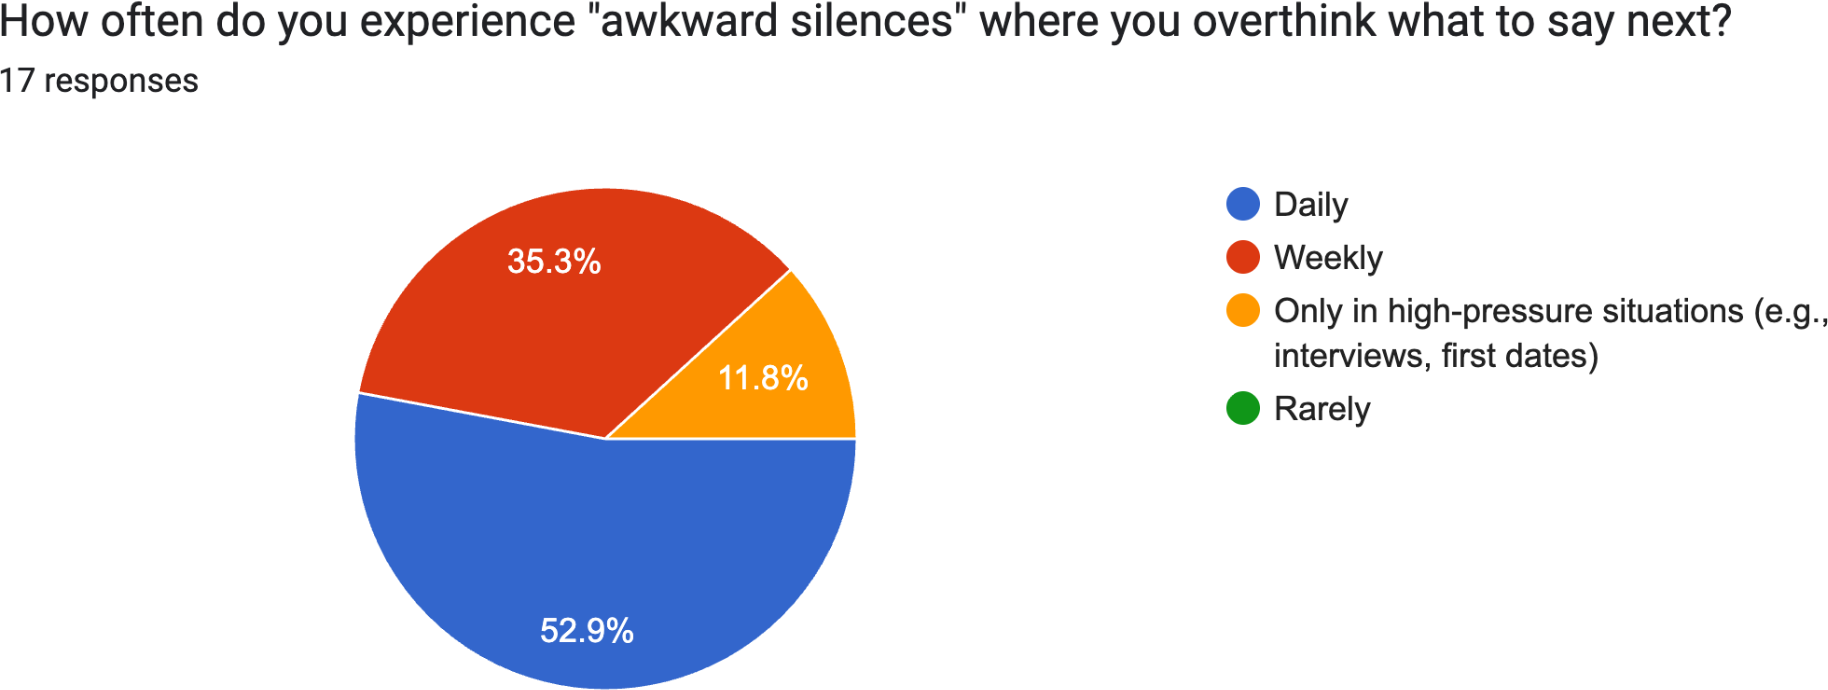 How often do you experience "awkward silences" where you overthink what to say next?
17 responses
35.3%
11.8%
52.9%
Daily
Weekly
Only in high-pressure situations (e.g.,
interviews, first dates)
Rarely